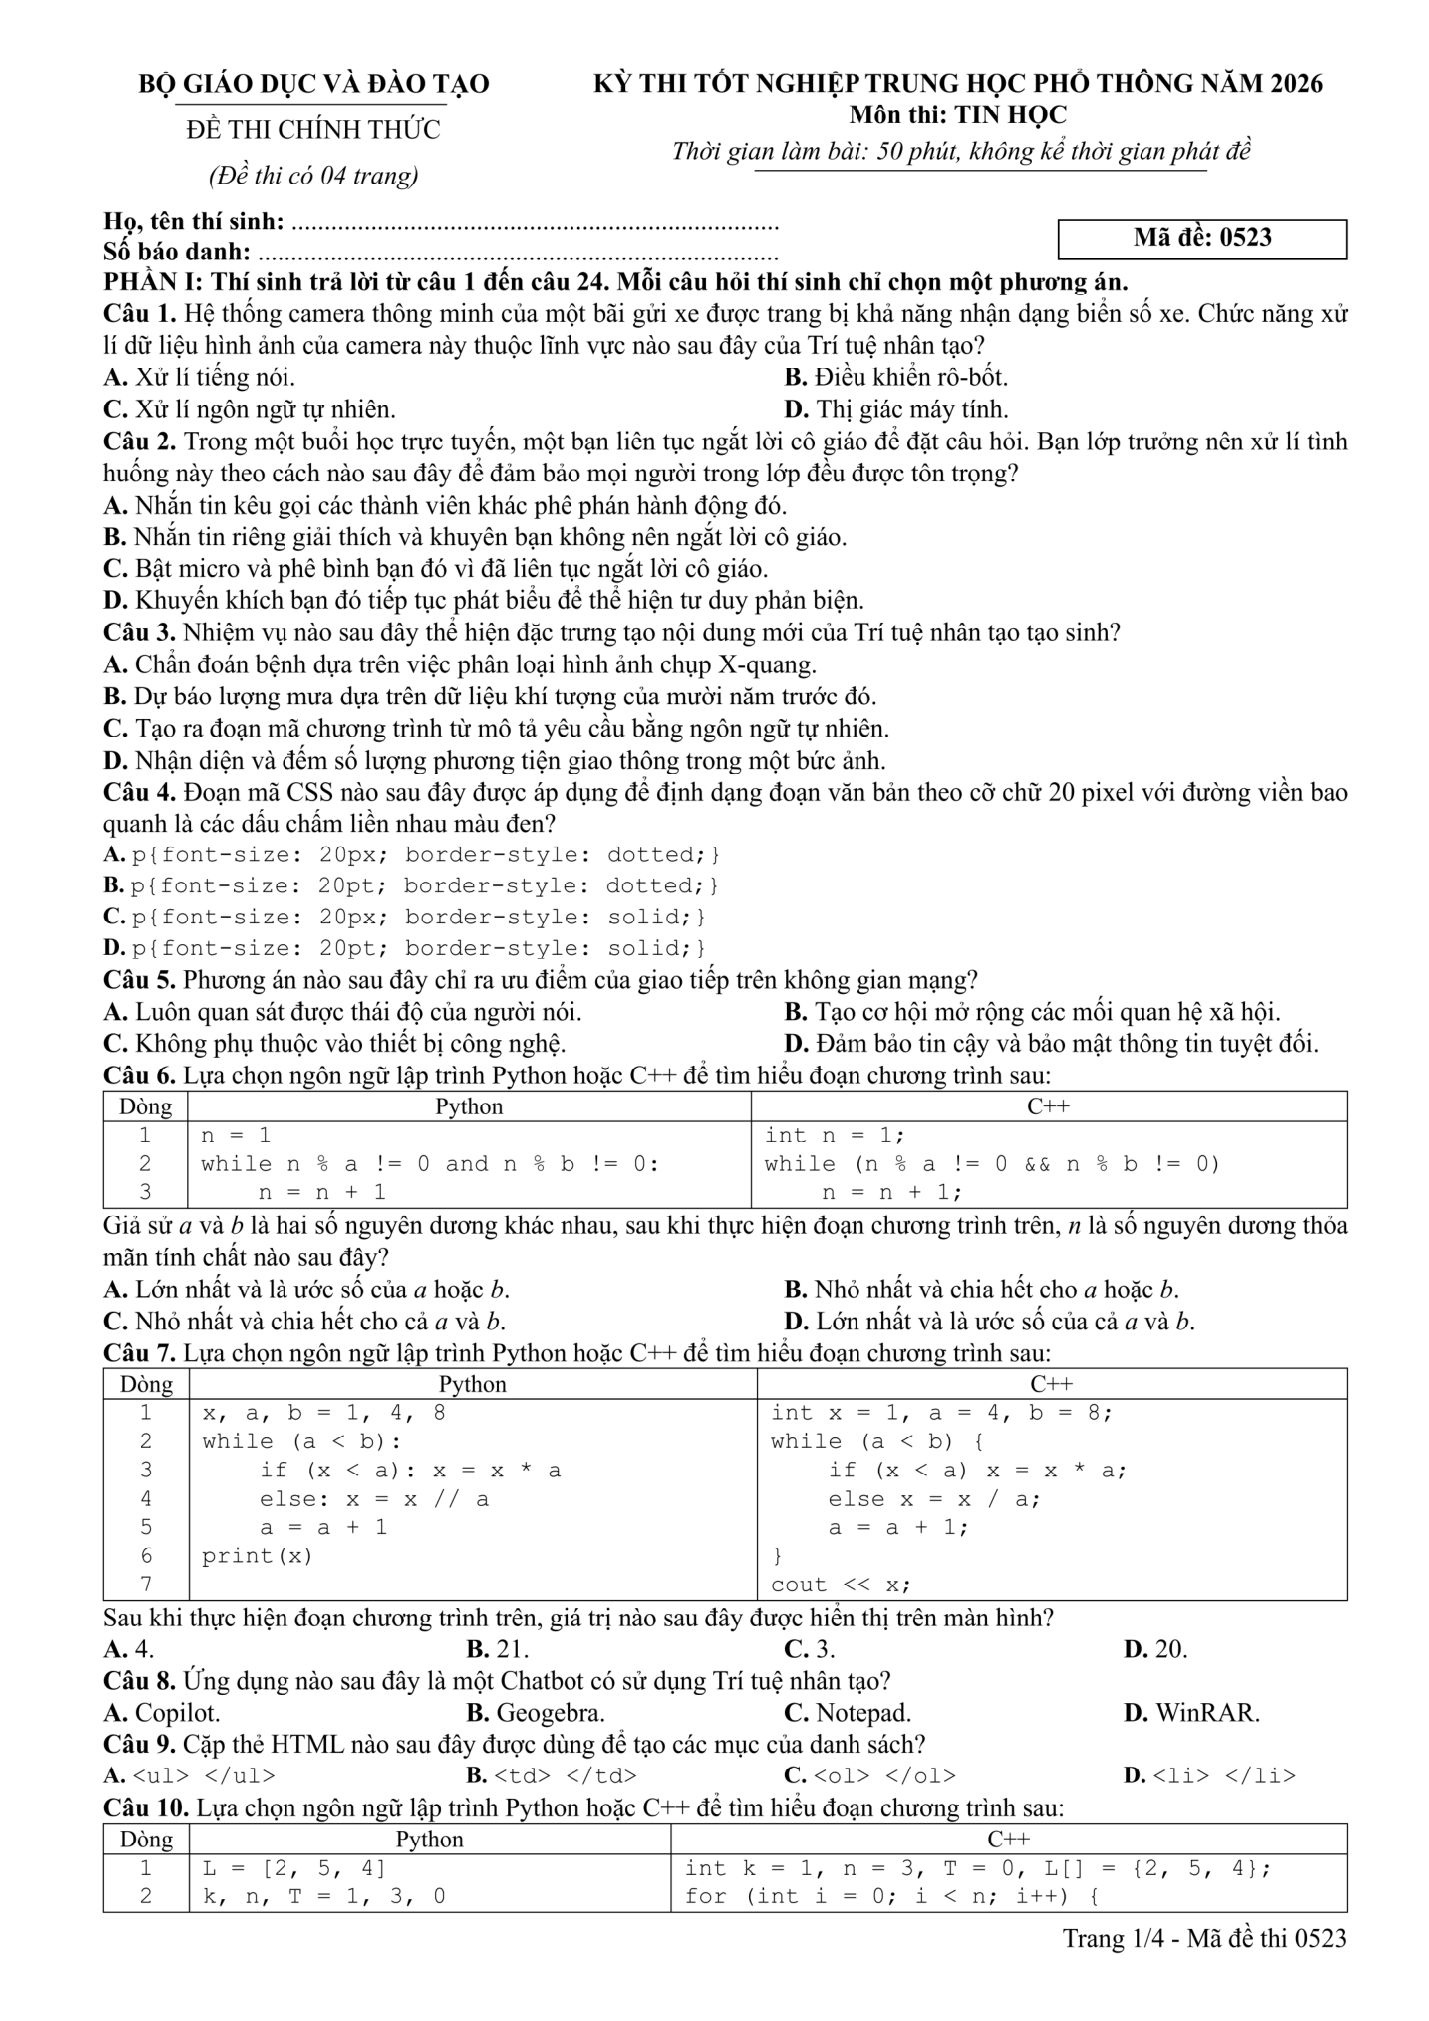 BỘ GIÁO DỤC VÀ ĐÀO TẠO
ĐỀ THI CHÍNH THỨC
(Đề thi có 04 trang)
KỲ THI TỐT NGHIỆP TRUNG HỌC PHỔ THÔNG NĂM 2026
Môn thi: TIN HỌC
Thời gian làm bài: 50 phút, không kể thời gian phát đề
Họ, tên thí sinh: ..........................................................................
Số báo danh: ...............................................................................
Mã đề: 0523
PHẦN I: Thí sinh trả lời từ câu 1 đến câu 24. Mỗi câu hỏi thí sinh chỉ chọn một phương án.
Câu 1. Hệ thống camera thông minh của một bãi gửi xe được trang bị khả năng nhận dạng biển số xe. Chức năng xử
lí dữ liệu hình ảnh của camera này thuộc lĩnh vực nào sau đây của Trí tuệ nhân tạo?
A. Xử lí tiếng nói. B. Điều khiển rô-bốt.
C. Xử lí ngôn ngữ tự nhiên. D. Thị giác máy tính.
Câu 2. Trong một buổi học trực tuyến, một bạn liên tục ngắt lời cô giáo để đặt câu hỏi. Bạn lớp trưởng nên xử lí tình
huống này theo cách nào sau đây để đảm bảo mọi người trong lớp đều được tôn trọng?
A. Nhắn tin kêu gọi các thành viên khác phê phán hành động đó.
B. Nhắn tin riêng giải thích và khuyên bạn không nên ngắt lời cô giáo.
C. Bật micro và phê bình bạn đó vì đã liên tục ngắt lời cô giáo.
D. Khuyến khích bạn đó tiếp tục phát biểu để thể hiện tư duy phản biện.
Câu 3. Nhiệm vụ nào sau đây thể hiện đặc trưng tạo nội dung mới của Trí tuệ nhân tạo tạo sinh?
A. Chẩn đoán bệnh dựa trên việc phân loại hình ảnh chụp X-quang.
B. Dự báo lượng mưa dựa trên dữ liệu khí tượng của mười năm trước đó.
C. Tạo ra đoạn mã chương trình từ mô tả yêu cầu bằng ngôn ngữ tự nhiên.
D. Nhận diện và đếm số lượng phương tiện giao thông trong một bức ảnh.
Câu 4. Đoạn mã CSS nào sau đây được áp dụng để định dạng đoạn văn bản theo cỡ chữ 20 pixel với đường viền bao
quanh là các dấu chấm liền nhau màu đen?
A. p{font-size: 20px; border-style: dotted;}
B. p{font-size: 20pt; border-style: dotted;}
C. p{font-size: 20px; border-style: solid;}
D. p{font-size: 20pt; border-style: solid;}
Câu 5. Phương án nào sau đây chỉ ra ưu điểm của giao tiếp trên không gian mạng?
A. Luôn quan sát được thái độ của người nói. B. Tạo cơ hội mở rộng các mối quan hệ xã hội.
C. Không phụ thuộc vào thiết bị công nghệ. D. Đảm bảo tin cậy và bảo mật thông tin tuyệt đối.
Câu 6. Lựa chọn ngôn ngữ lập trình Python hoặc C++ để tìm hiểu đoạn chương trình sau:
Dòng Python C++
1 n = 1 int n = 1;
2 while n % a != 0 and n % b != 0: while (n % a != 0 && n % b != 0)
3 n = n + 1 n = n + 1;
Giả sử a và b là hai số nguyên dương khác nhau, sau khi thực hiện đoạn chương trình trên, n là số nguyên dương thỏa
mãn tính chất nào sau đây?
A. Lớn nhất và là ước số của a hoặc b. B. Nhỏ nhất và chia hết cho a hoặc b.
C. Nhỏ nhất và chia hết cho cả a và b. D. Lớn nhất và là ước số của cả a và b.
Câu 7. Lựa chọn ngôn ngữ lập trình Python hoặc C++ để tìm hiểu đoạn chương trình sau:
Dòng Python C++
1 x, a, b = 1, 4, 8 int x = 1, a = 4, b = 8;
2 while (a < b): while (a < b) {
3 if (x < a): x = x * a if (x < a) x = x * a;
4 else: x = x // a else x = x / a;
5 a = a + 1 a = a + 1;
6 print(x) }
7 cout << x;
Sau khi thực hiện đoạn chương trình trên, giá trị nào sau đây được hiển thị trên màn hình?
A. 4. B. 21. C. 3. D. 20.
Câu 8. Ứng dụng nào sau đây là một Chatbot có sử dụng Trí tuệ nhân tạo?
A. Copilot. B. Geogebra. C. Notepad. D. WinRAR.
Câu 9. Cặp thẻ HTML nào sau đây được dùng để tạo các mục của danh sách?
A. <ul> </ul> B. <td> </td> C. <ol> </ol> D. <li> </li>
Câu 10. Lựa chọn ngôn ngữ lập trình Python hoặc C++ để tìm hiểu đoạn chương trình sau:
Dòng Python C++
1 L = [2, 5, 4] int k = 1, n = 3, T = 0, L[] = {2, 5, 4};
2 k, n, T = 1, 3, 0 for (int i = 0; i < n; i++) {
Trang 1/4 - Mã đề thi 0523